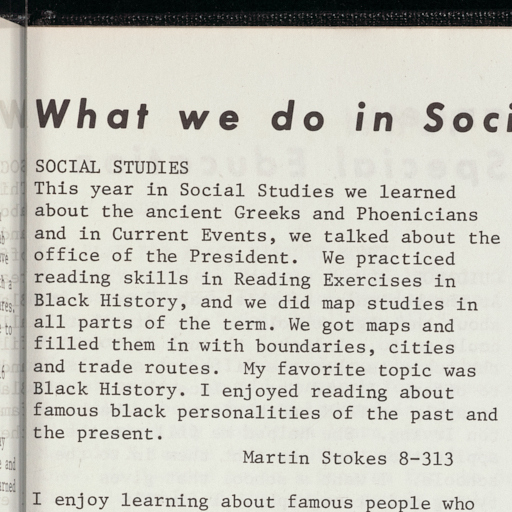 What we do in Soci
SOCIAL STUDIES
This year in Social Studies we learned
about the ancient Greeks and Phoenicians
and in Current Events, we talked about the
office of the President. We practiced
reading skills in Reading Exercises in
Black History, and we did map studies in
all parts of the term. We got maps and
filled them in with boundaries, cities
and trade routes. My favorite topic was
Black History. I enjoyed reading about
famous black personalities of the past and
the present.
Martin Stokes 8-313
I enjoy learning about famous people who